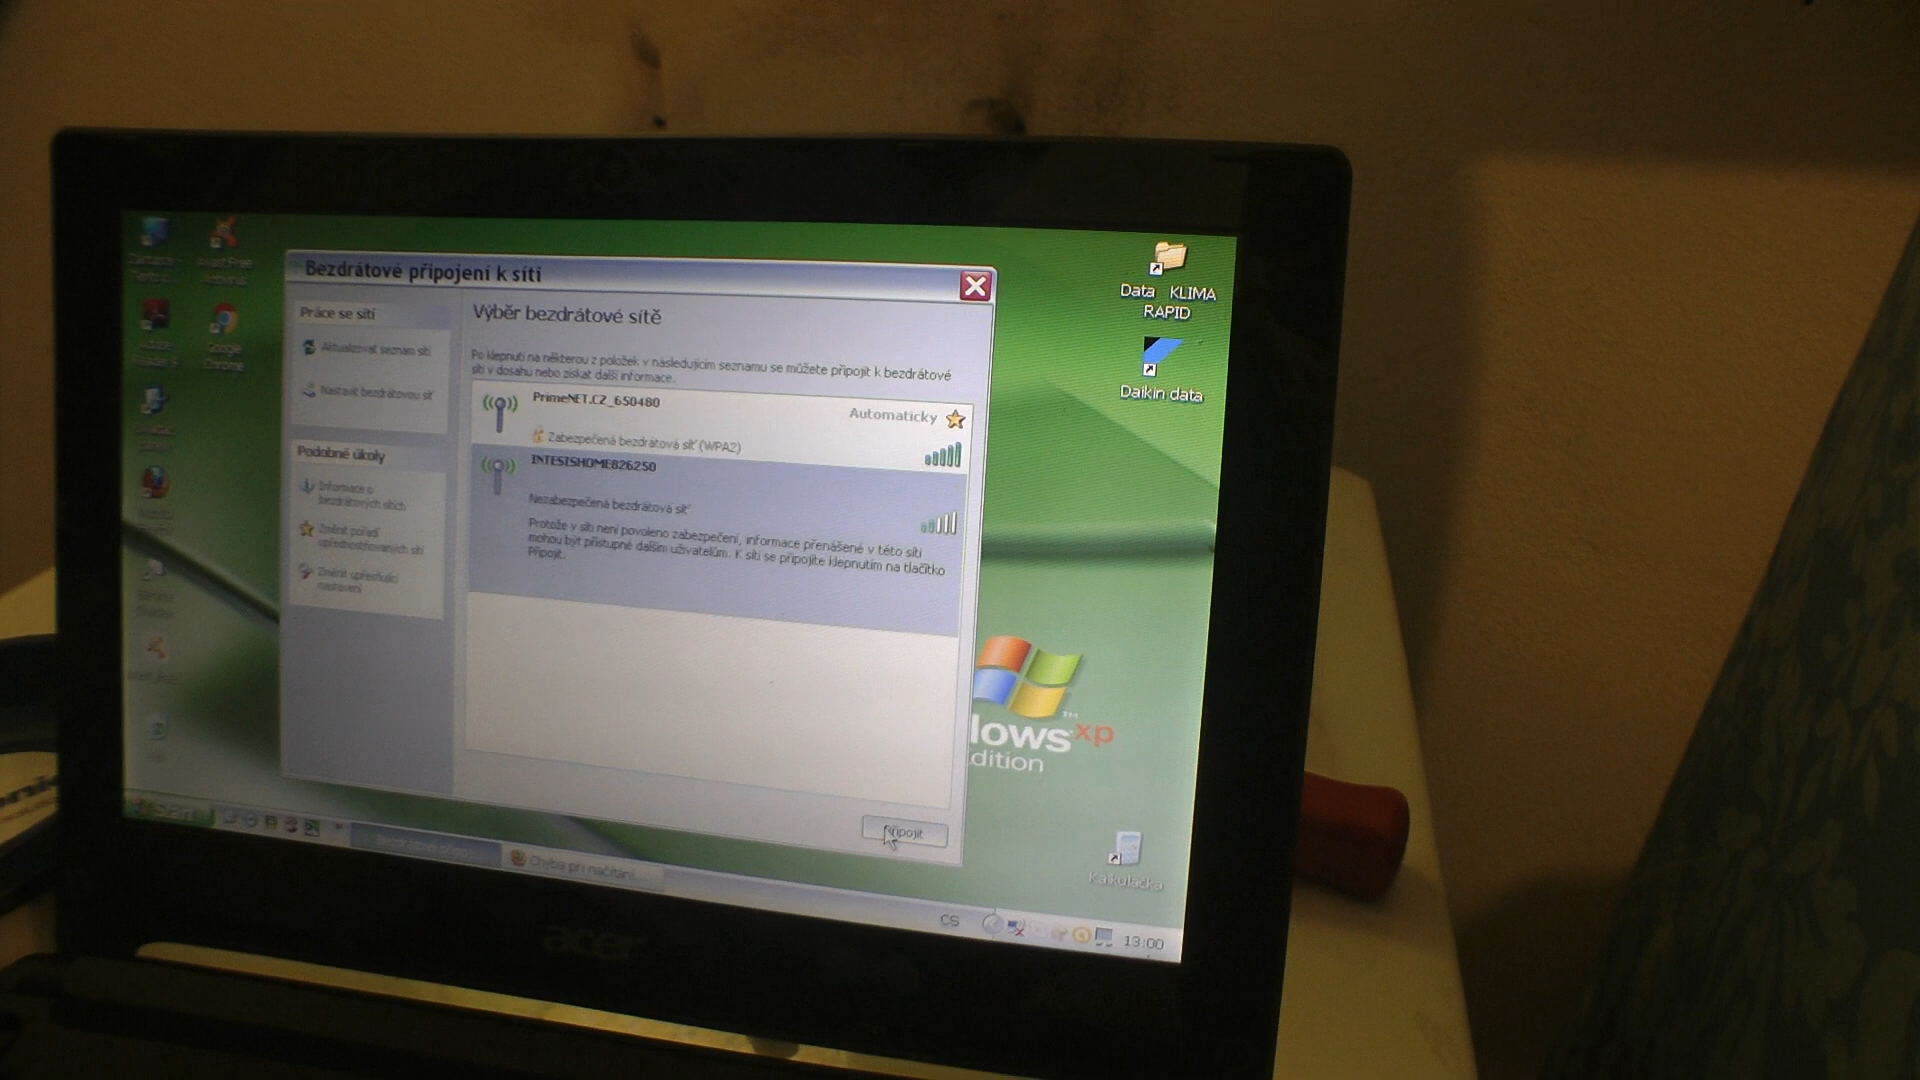 Bezdrátové připojení k síti
Práce se sítí
Aktualizovat seznam sítí
Nastavit bezdrátovou síť
Podobné úkoly
Informace o
bezdrátových sítích
Změnit pořadí
upřednostňovaných sítí
Změnit upřesňující
nastavení
Výběr bezdrátové sítě
Po klepnutí na některou z položek v následujícím seznamu se můžete připojit k bezdrátové
síti v dosahu nebo získat další informace.
PrimeNET.CZ_650480
Automaticky
Zabezpečená bezdrátová síť (WPA2)
INTESISHOME826250
Nezabezpečená bezdrátová síť
Protože v síti není povoleno zabezpečení, informace přenášené v této síti
mohou být přístupné dalším uživatelům. K síti se připojíte klepnutím na tlačítko
Připojit.
Připojit
Data KLIMA
RAPID
Daikin data
Google
Chrome
lows xp
dition
Kalkulačka
Start
Chyba při načítání
CS
13:00
acer